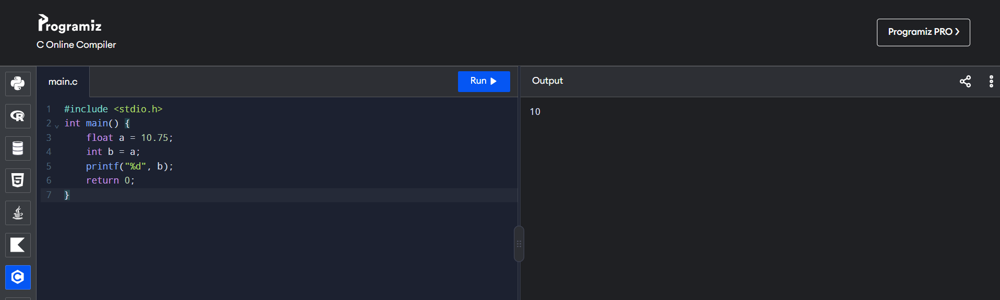 Programiz
C Online Compiler
Programiz PRO
main.c
Run
Output
1 #include <stdio.h>
2 int main() {
3     float a = 10.75;
4     int b = a;
5     printf("%d", b);
6     return 0;
7 }
10